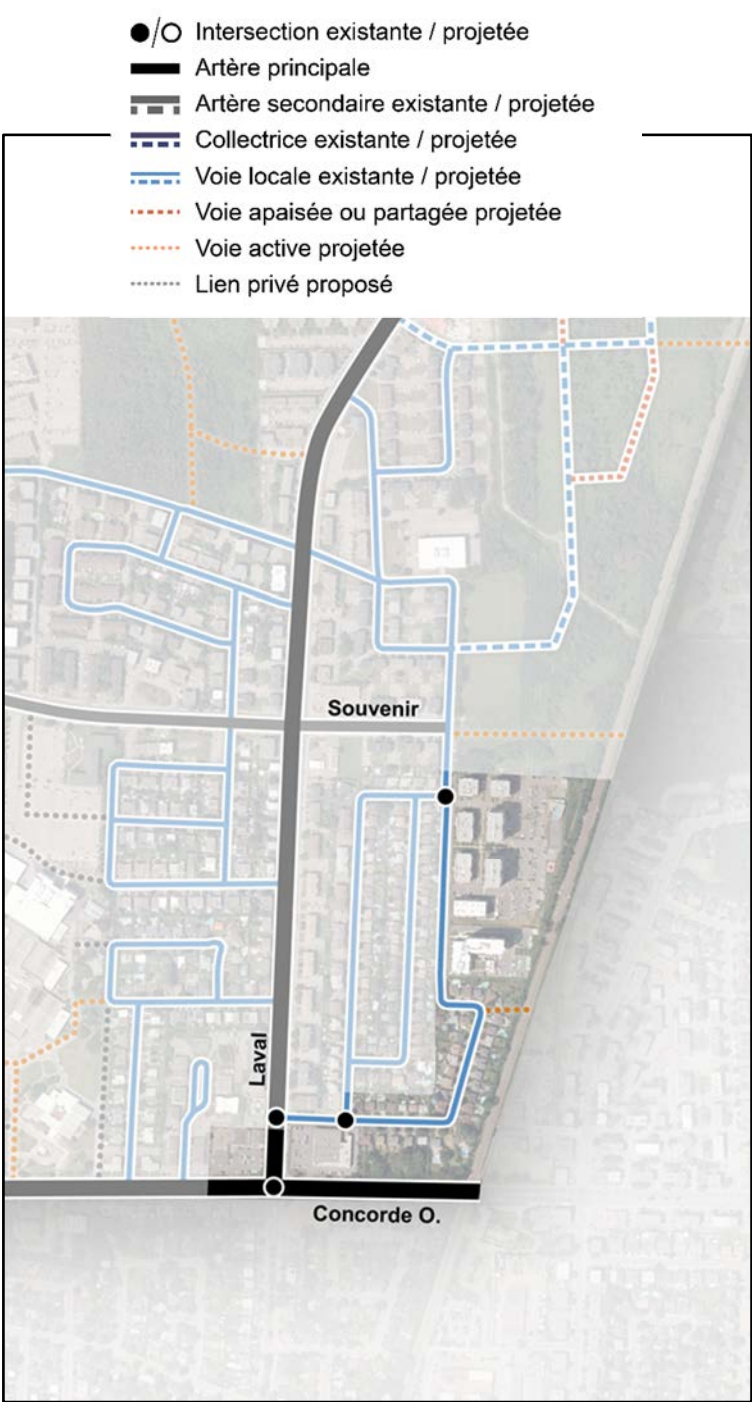 Intersection existante / projetée
Artère principale
Artère secondaire existante / projetée
Collectrice existante / projetée
Voie locale existante / projetée
Voie apaisée ou partagée projetée
Voie active projetée
Lien privé proposé
Souvenir
Laval
Concorde O.